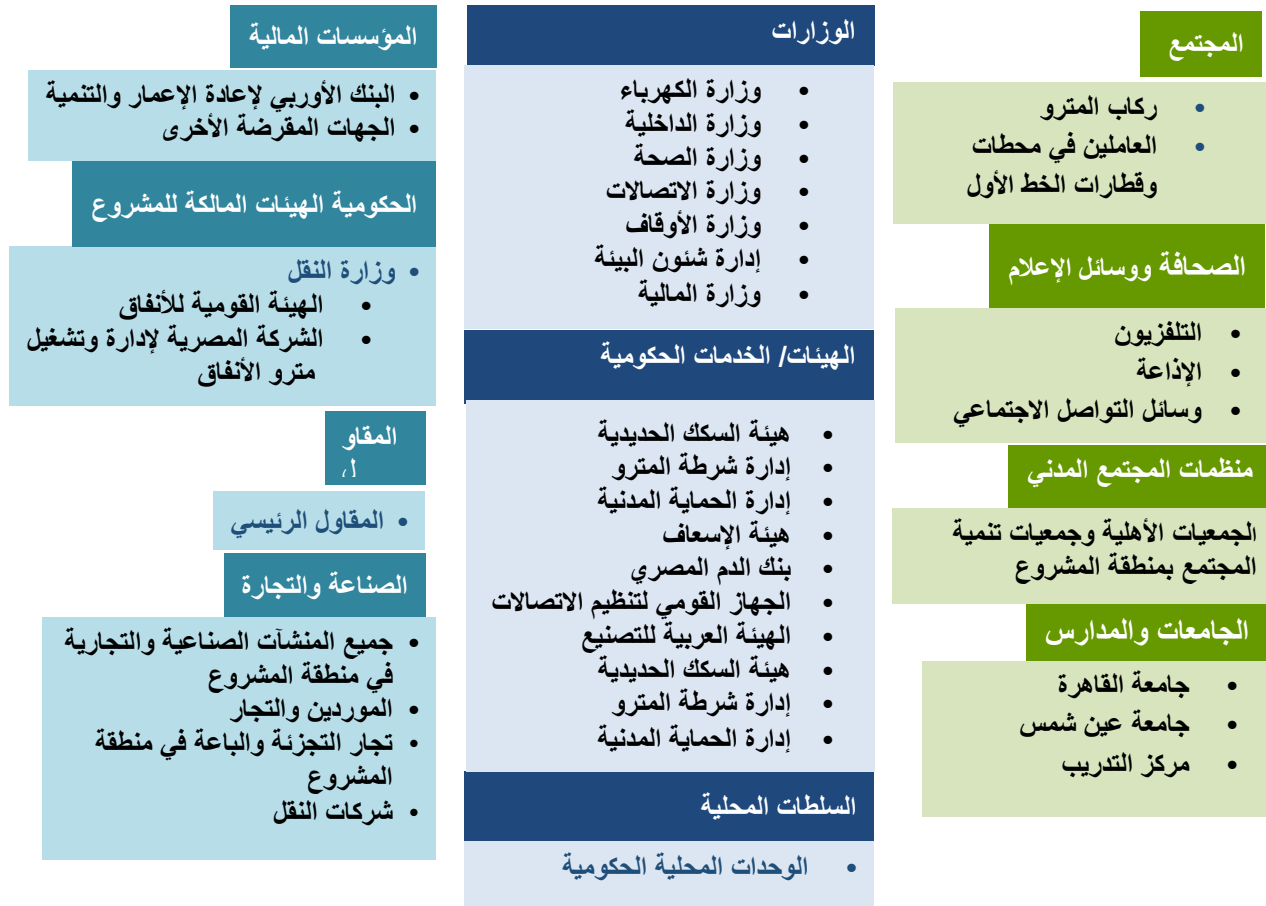 المجتمع
• ركاب المترو
• العاملين في محطات
وقطارات الخط الأول
الصحافة ووسائل الإعلام
• التلفزيون
• الإذاعة
• وسائل التواصل الاجتماعي
منظمات المجتمع المدني
الجمعيات الأهلية وجمعيات تنمية
المجتمع بمنطقة المشروع
الجامعات والمدارس
• جامعة القاهرة
• جامعة عين شمس
• مركز التدريب
الوزارات
• وزارة الكهرباء
• وزارة الداخلية
• وزارة الصحة
• وزارة الاتصالات
• وزارة الأوقاف
• إدارة شئون البيئة
• وزارة المالية
الهيئات/ الخدمات الحكومية
• هيئة السكك الحديدية
• إدارة شرطة المترو
• إدارة الحماية المدنية
• هيئة الإسعاف
• بنك الدم المصري
• الجهاز القومي لتنظيم الاتصالات
• الهيئة العربية للتصنيع
• هيئة السكك الحديدية
• إدارة شرطة المترو
• إدارة الحماية المدنية
السلطات المحلية
• الوحدات المحلية الحكومية
المؤسسات المالية
• البنك الأوربي لإعادة الإعمار والتنمية
• الجهات المقرضة الأخرى
الحكومية الهيئات المالكة للمشروع
• وزارة النقل
• الهيئة القومية للأنفاق
• الشركة المصرية لإدارة وتشغيل
مترو الأنفاق
المقاو
ل
• المقاول الرئيسي
الصناعة والتجارة
• جميع المنشآت الصناعية والتجارية
في منطقة المشروع
• الموردين والتجار
• تجار التجزئة والباعة في منطقة
المشروع
• شركات النقل